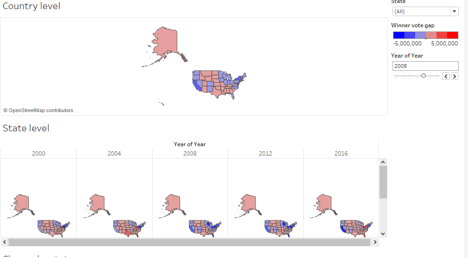 Country level
State
(All)
Winner vote gap
-5,000,000 5,000,000
Year of Year
2008
© OpenStreetMap contributors
State level
Year of Year
2000 2004 2008 2012 2016